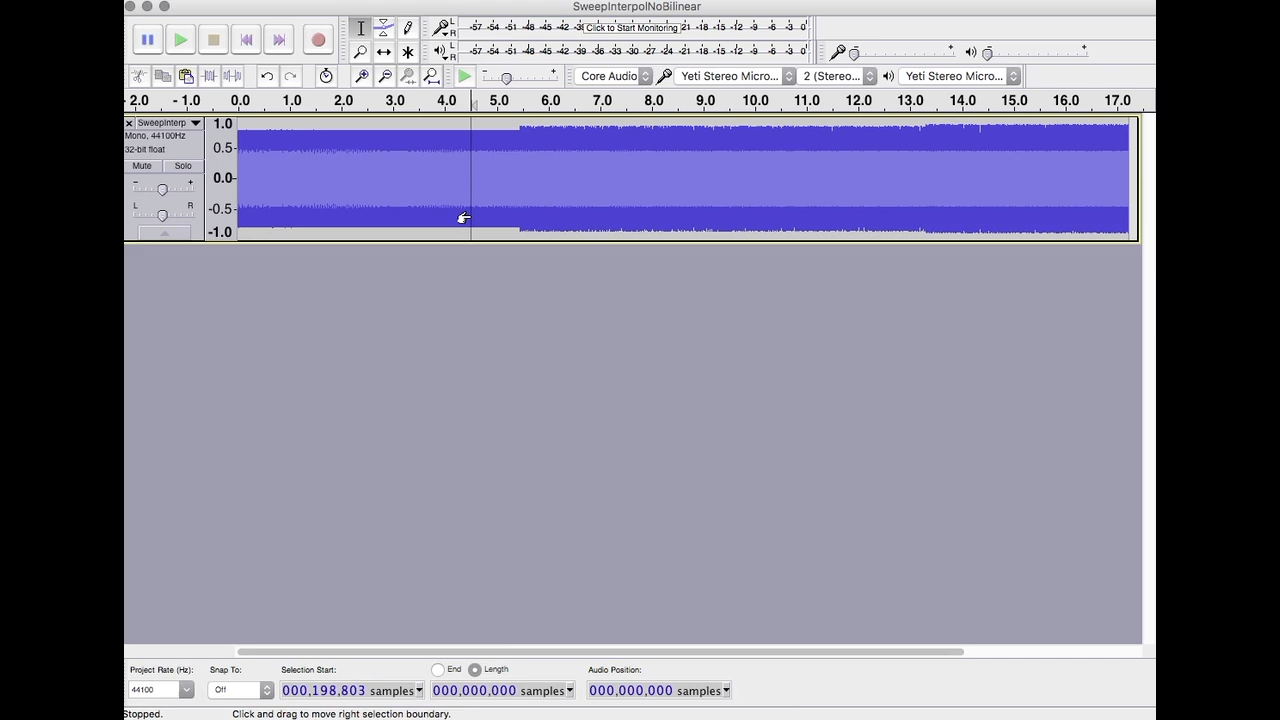 SweepInterpolNoBilinear
L
R
-57 -54 -51 -48 -45 -42 Click to Start Monitoring -18 -15 -12 -9 -6 -3 0
L
R
-57 -54 -51 -48 -45 -42 -39 -36 -33 -30 -27 -24 -21 -18 -15 -12 -9 -6 -3 0
- +
- +
- +
Core Audio
Yeti Stereo Micro...
2 (Stereo...
Yeti Stereo Micro...
- 2.0 - 1.0 0.0 1.0 2.0 3.0 4.0 5.0 6.0 7.0 8.0 9.0 10.0 11.0 12.0 13.0 14.0 15.0 16.0 17.0
SweepInterp
Mono, 44100Hz
32-bit float
Mute Solo
- +
L R
1.0
0.5-
0.0-
-0.5-
-1.0
Project Rate (Hz): Snap To: Selection Start: End Length Audio Position:
44100 Off 000,198,803 samples 000,000,000 samples 000,000,000 samples
Stopped. Click and drag to move right selection boundary.